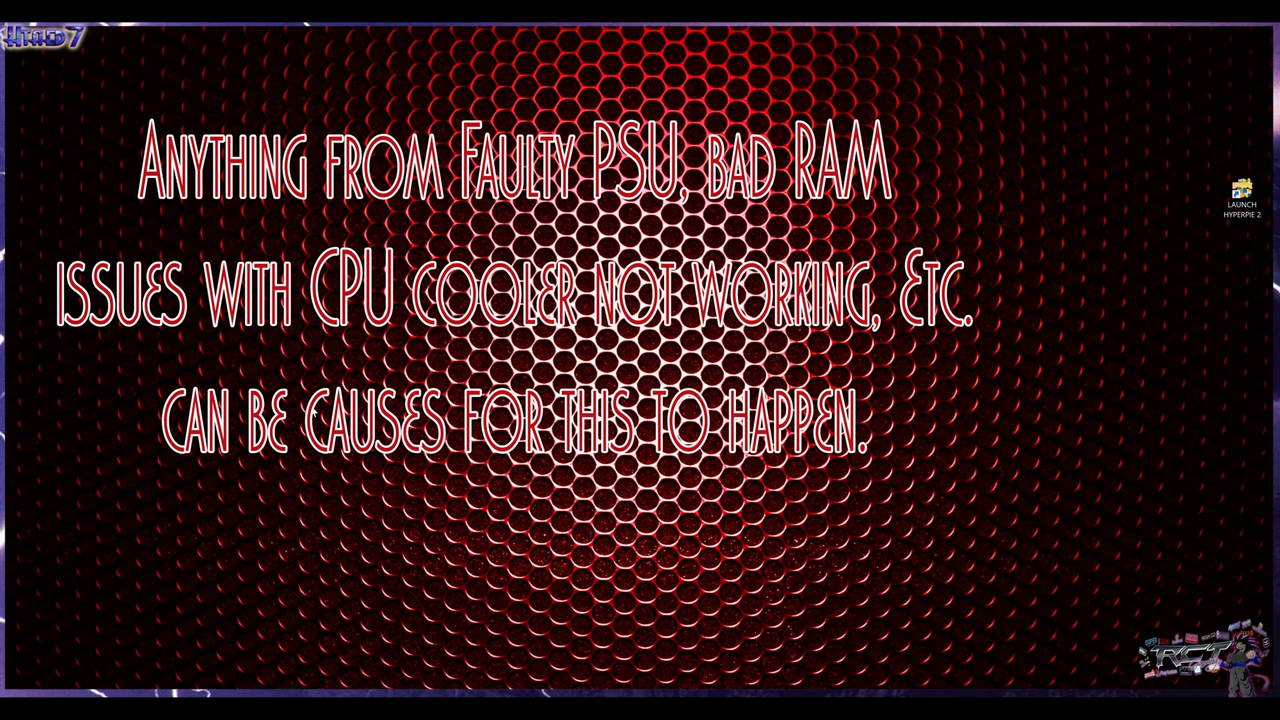 Anything from Faulty PSU, bad RAM
issues with CPU cooler not working, Etc.
can be causes for this to happen.
LAUNCH
HYPERPIE 2
RGT